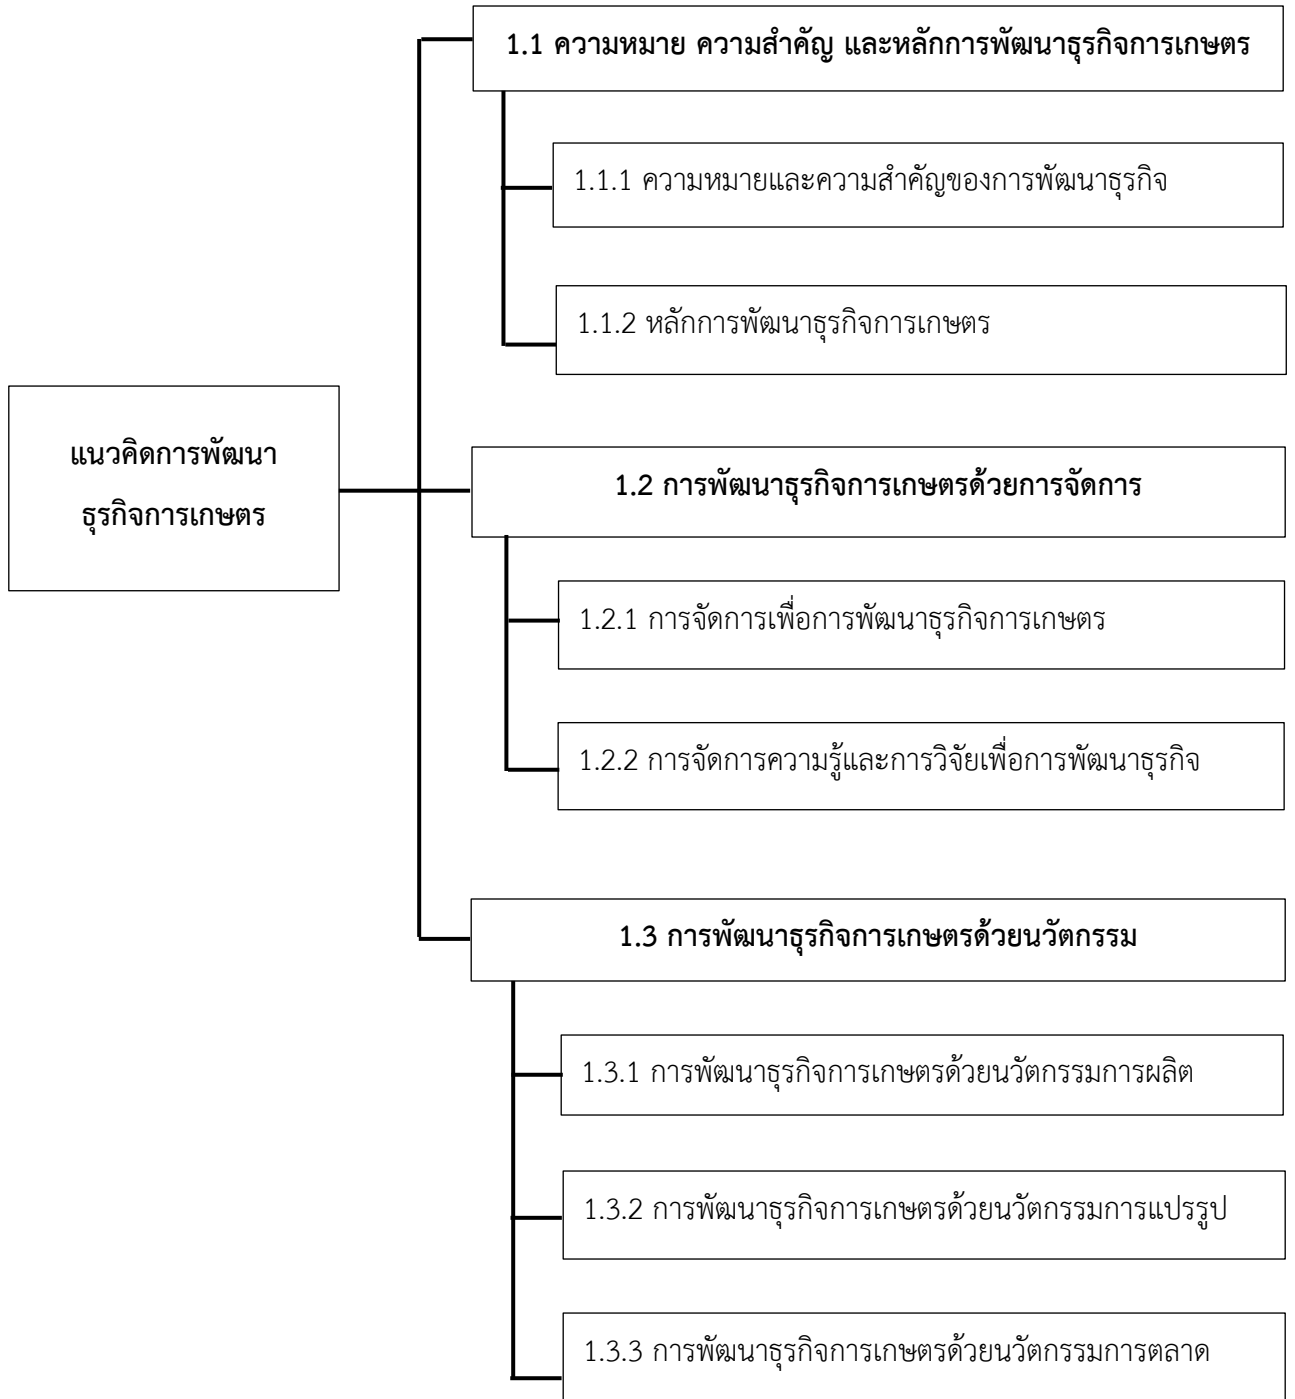 1.1 ความหมาย ความสำคัญ และหลักการพัฒนาธุรกิจการเกษตร
1.1.1 ความหมายและความสำคัญของการพัฒนาธุรกิจ
1.1.2 หลักการพัฒนาธุรกิจการเกษตร
แนวคิดการพัฒนา
ธุรกิจการเกษตร
1.2 การพัฒนาธุรกิจการเกษตรด้วยการจัดการ
1.2.1 การจัดการเพื่อการพัฒนาธุรกิจการเกษตร
1.2.2 การจัดการความรู้และการวิจัยเพื่อการพัฒนาธุรกิจ
1.3 การพัฒนาธุรกิจการเกษตรด้วยนวัตกรรม
1.3.1 การพัฒนาธุรกิจการเกษตรด้วยนวัตกรรมการผลิต
1.3.2 การพัฒนาธุรกิจการเกษตรด้วยนวัตกรรมการแปรรูป
1.3.3 การพัฒนาธุรกิจการเกษตรด้วยนวัตกรรมการตลาด